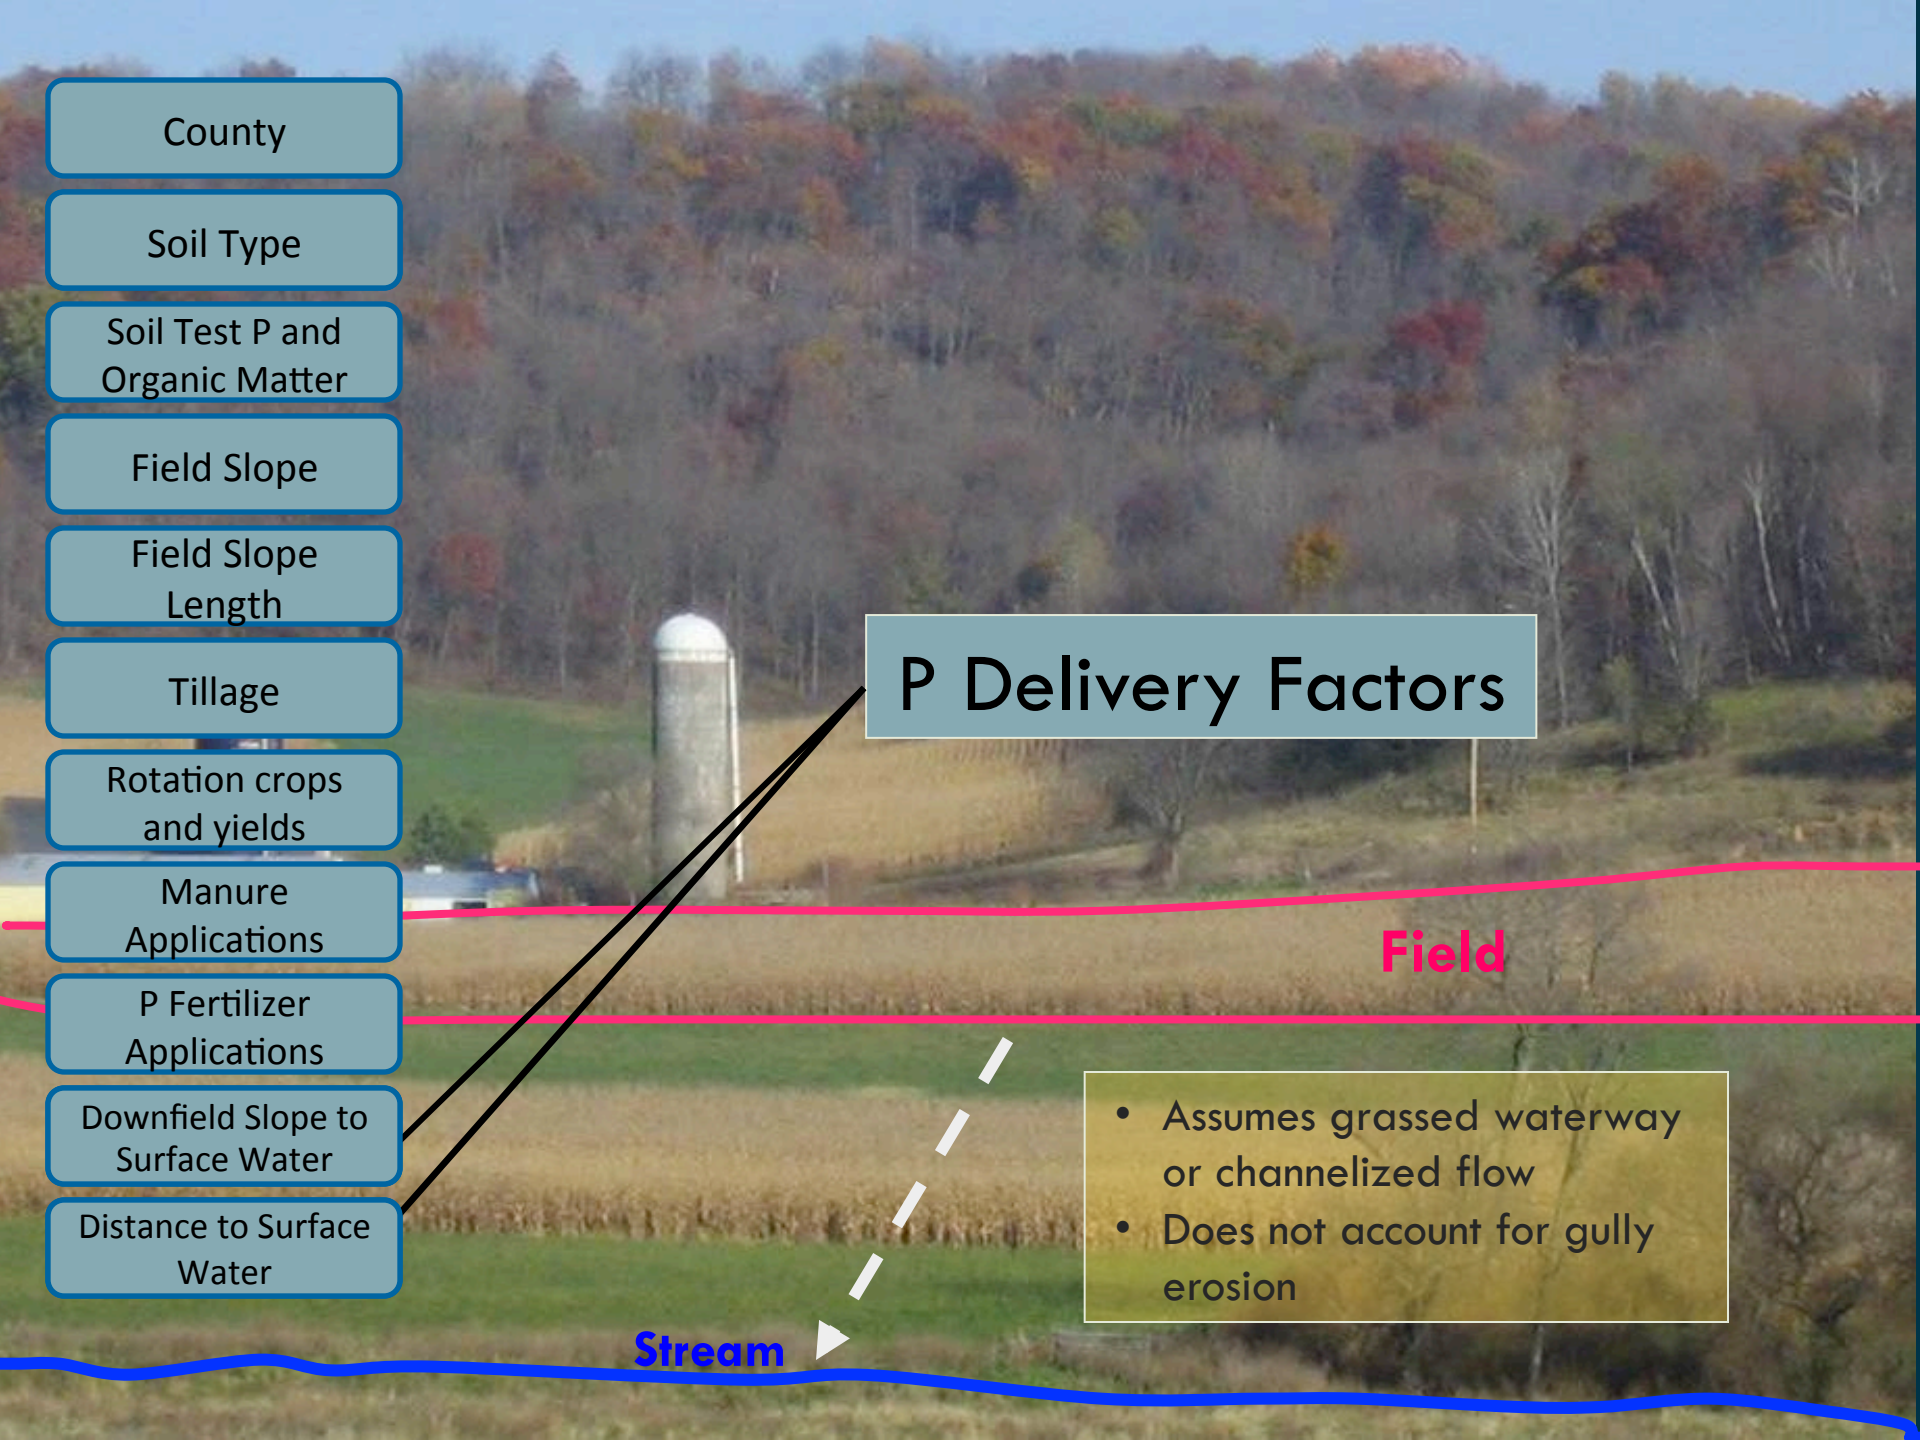 County
Soil Type
Soil Test P and
Organic Matter
Field Slope
Field Slope
Length
Tillage
Rotation crops
and yields
Manure
Applications
P Fertilizer
Applications
Downfield Slope to
Surface Water
Distance to Surface
Water
P Delivery Factors
Field
• Assumes grassed waterway
or channelized flow
• Does not account for gully
erosion
Stream